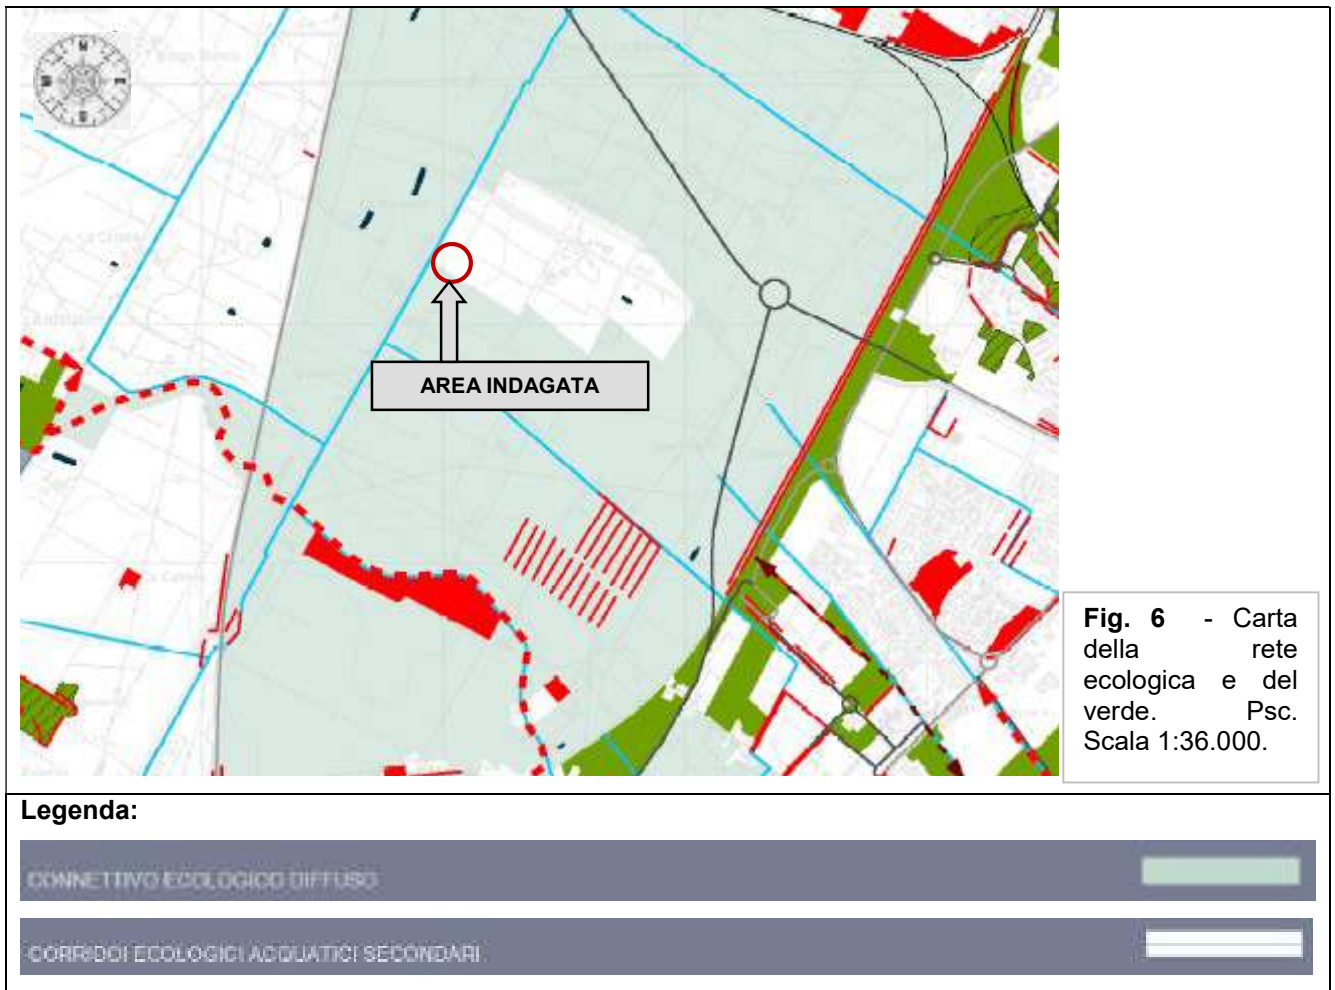 AREA INDAGATA
Fig. 6 - Carta
della rete
ecologica e del
verde. Psc.
Scala 1:36.000.
Legenda:
CONNETTIVO ECOLOGICO DIFFUSO
CORRIDOI ECOLOGICI ACQUATICI SECONDARI